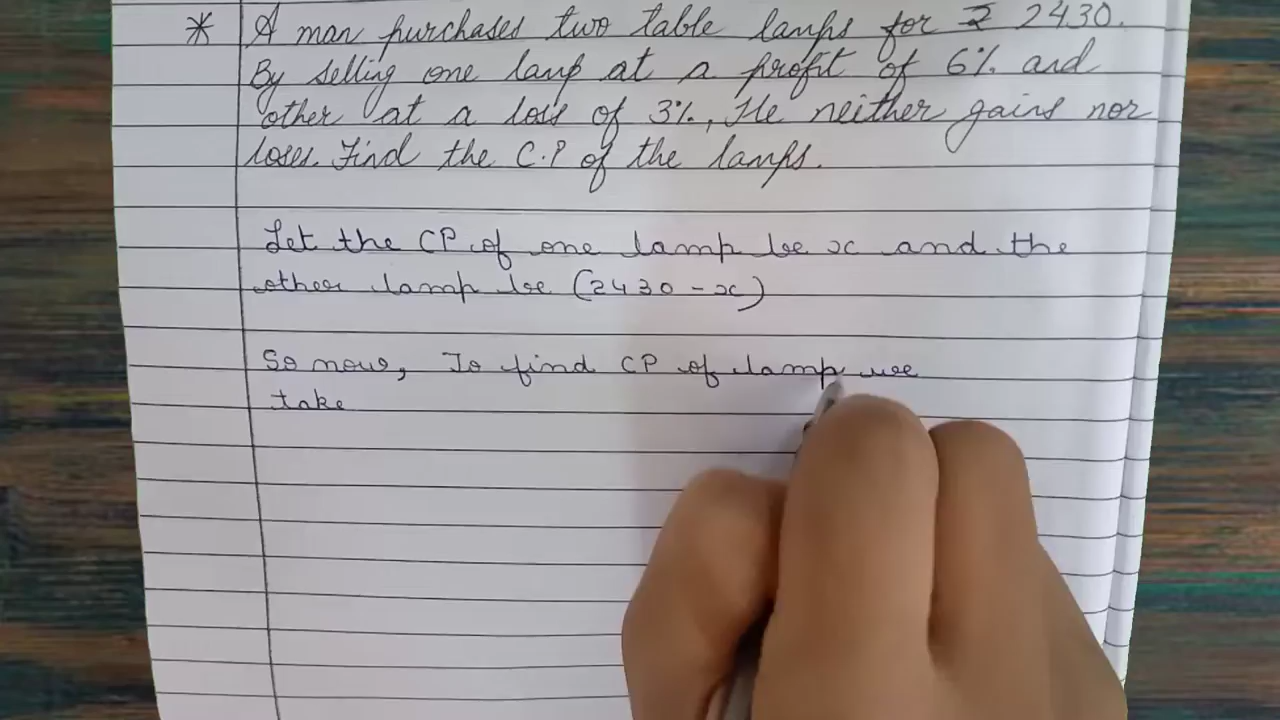 * A man purchases two table lamps for ₹ 2430.
By selling one lamp at a profit of 6% and
other at a loss of 3%, He neither gains nor
loses. Find the C.P of the lamps.
Let the CP of one lamp be x and the
other lamp be (2430 - x)
So now, To find CP of lamp we
take